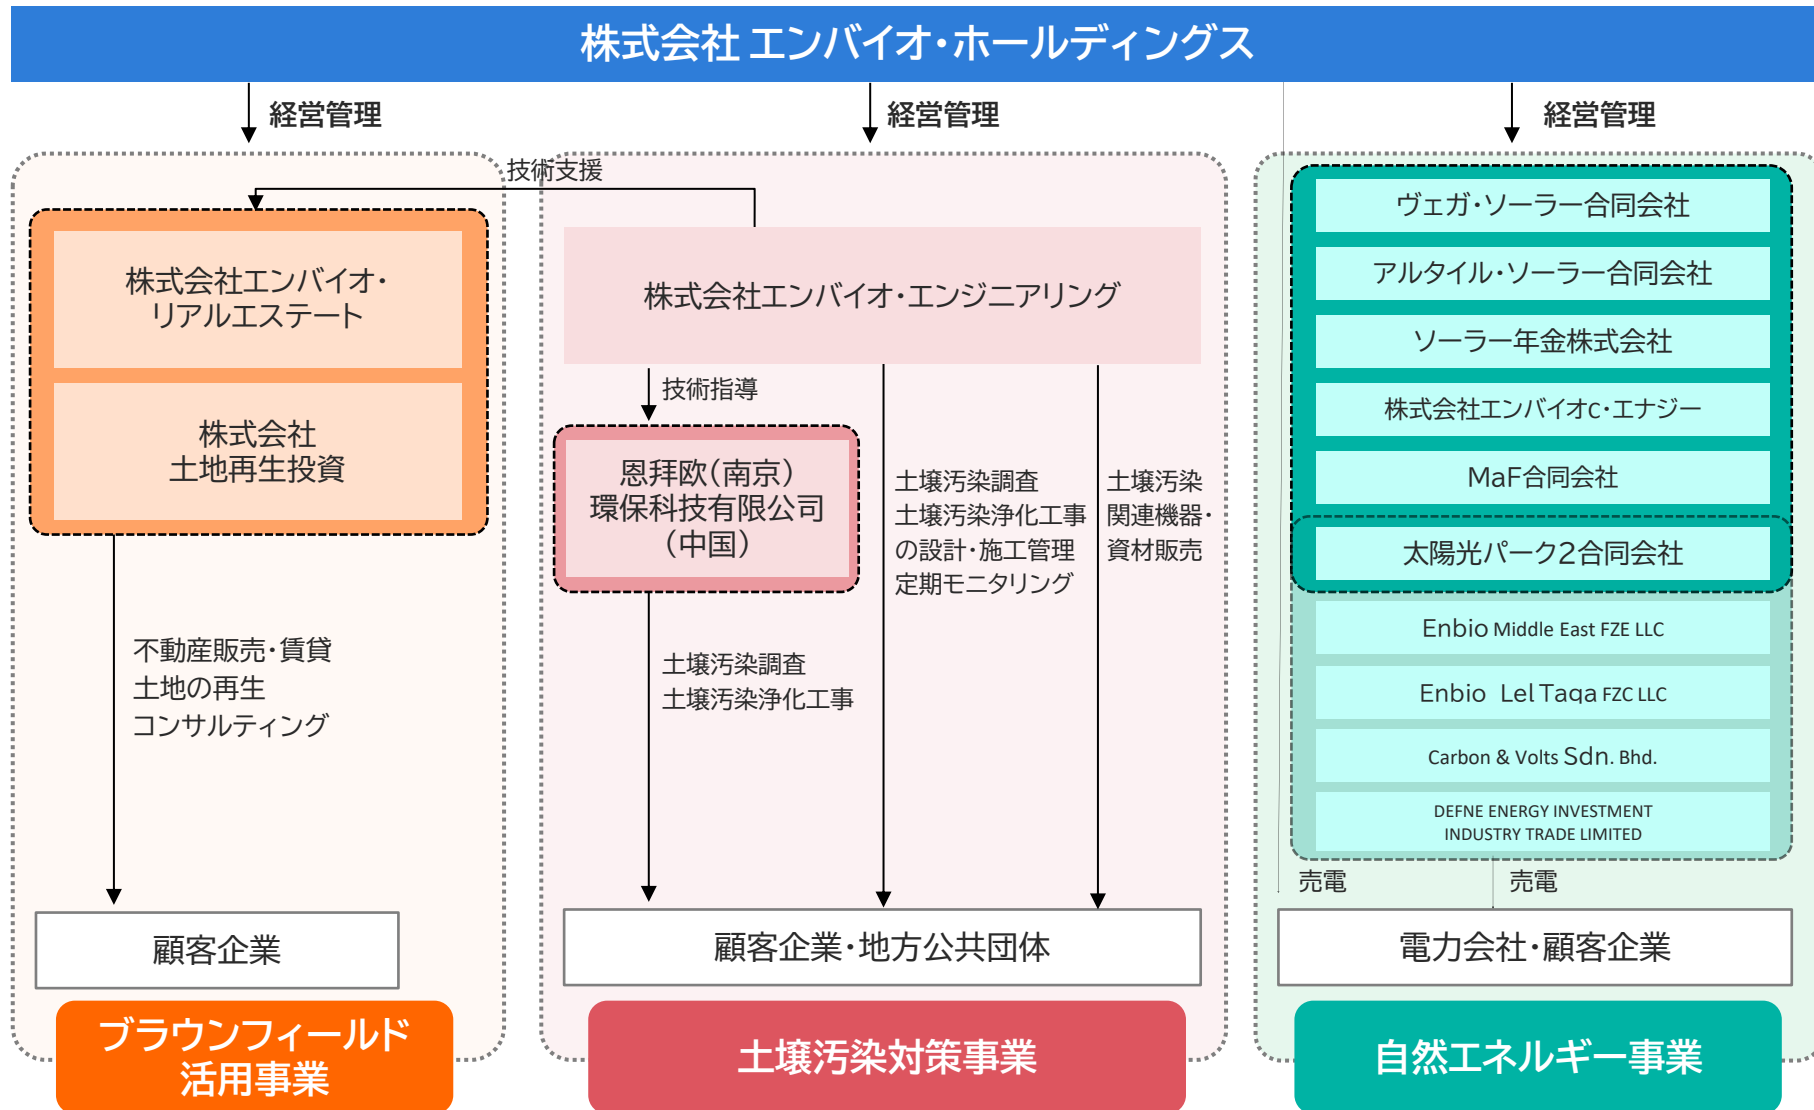 株式会社 エンバイオ・ホールディングス
経営管理
経営管理
経営管理
技術支援
株式会社エンバイオ・
リアルエステート
株式会社
土地再生投資
不動産販売・賃貸
土地の再生
コンサルティング
顧客企業
ブラウンフィールド
活用事業
株式会社エンバイオ・エンジニアリング
技術指導
恩拜欧（南京）
環保科技有限公司
（中国）
土壌汚染調査
土壌汚染浄化工事
土壌汚染調査
土壌汚染浄化工事
の設計・施工管理
定期モニタリング
土壌汚染
関連機器・
資材販売
顧客企業・地方公共団体
土壌汚染対策事業
ヴェガ・ソーラー合同会社
アルタイル・ソーラー合同会社
ソーラー年金株式会社
株式会社エンバイオC・エナジー
MaF合同会社
太陽光パーク2合同会社
Enbio Middle East FZE LLC
Enbio Lel Taqa FZC LLC
Carbon & Volts Sdn. Bhd.
DEFNE ENERGY INVESTMENT
INDUSTRY TRADE LIMITED
売電
売電
電力会社・顧客企業
自然エネルギー事業